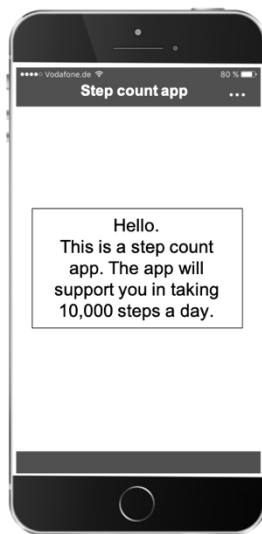 Vodafone.de 80 %
Step count app
Hello.
This is a step count
app. The app will
support you in taking
10,000 steps a day.